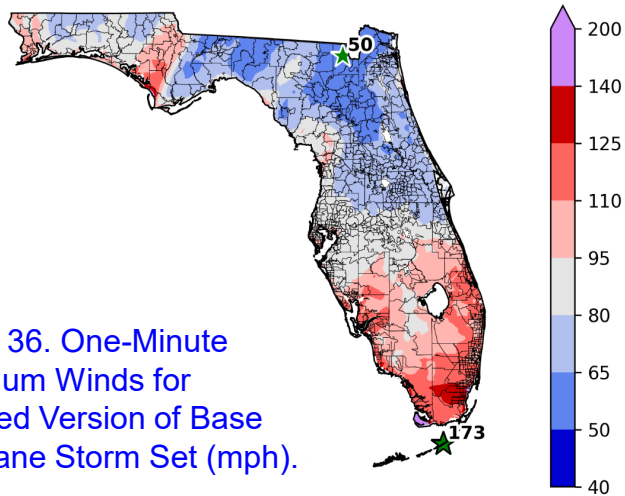 50
173
36. One-Minute
um Winds for
ed Version of Base
ane Storm Set (mph).
200
140
125
110
95
80
65
50
40